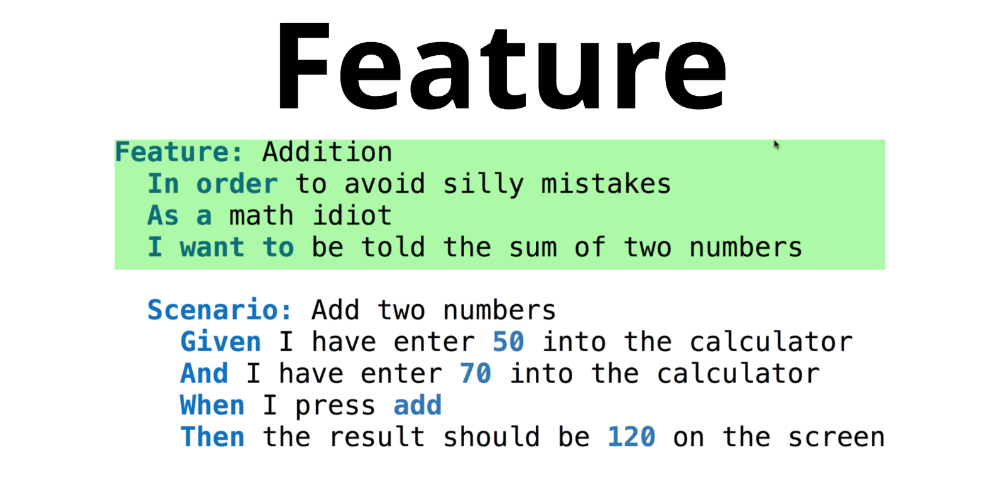 Feature
Feature: Addition
In order to avoid silly mistakes
As a math idiot
I want to be told the sum of two numbers
Scenario: Add two numbers
Given I have enter 50 into the calculator
And I have enter 70 into the calculator
When I press add
Then the result should be 120 on the screen